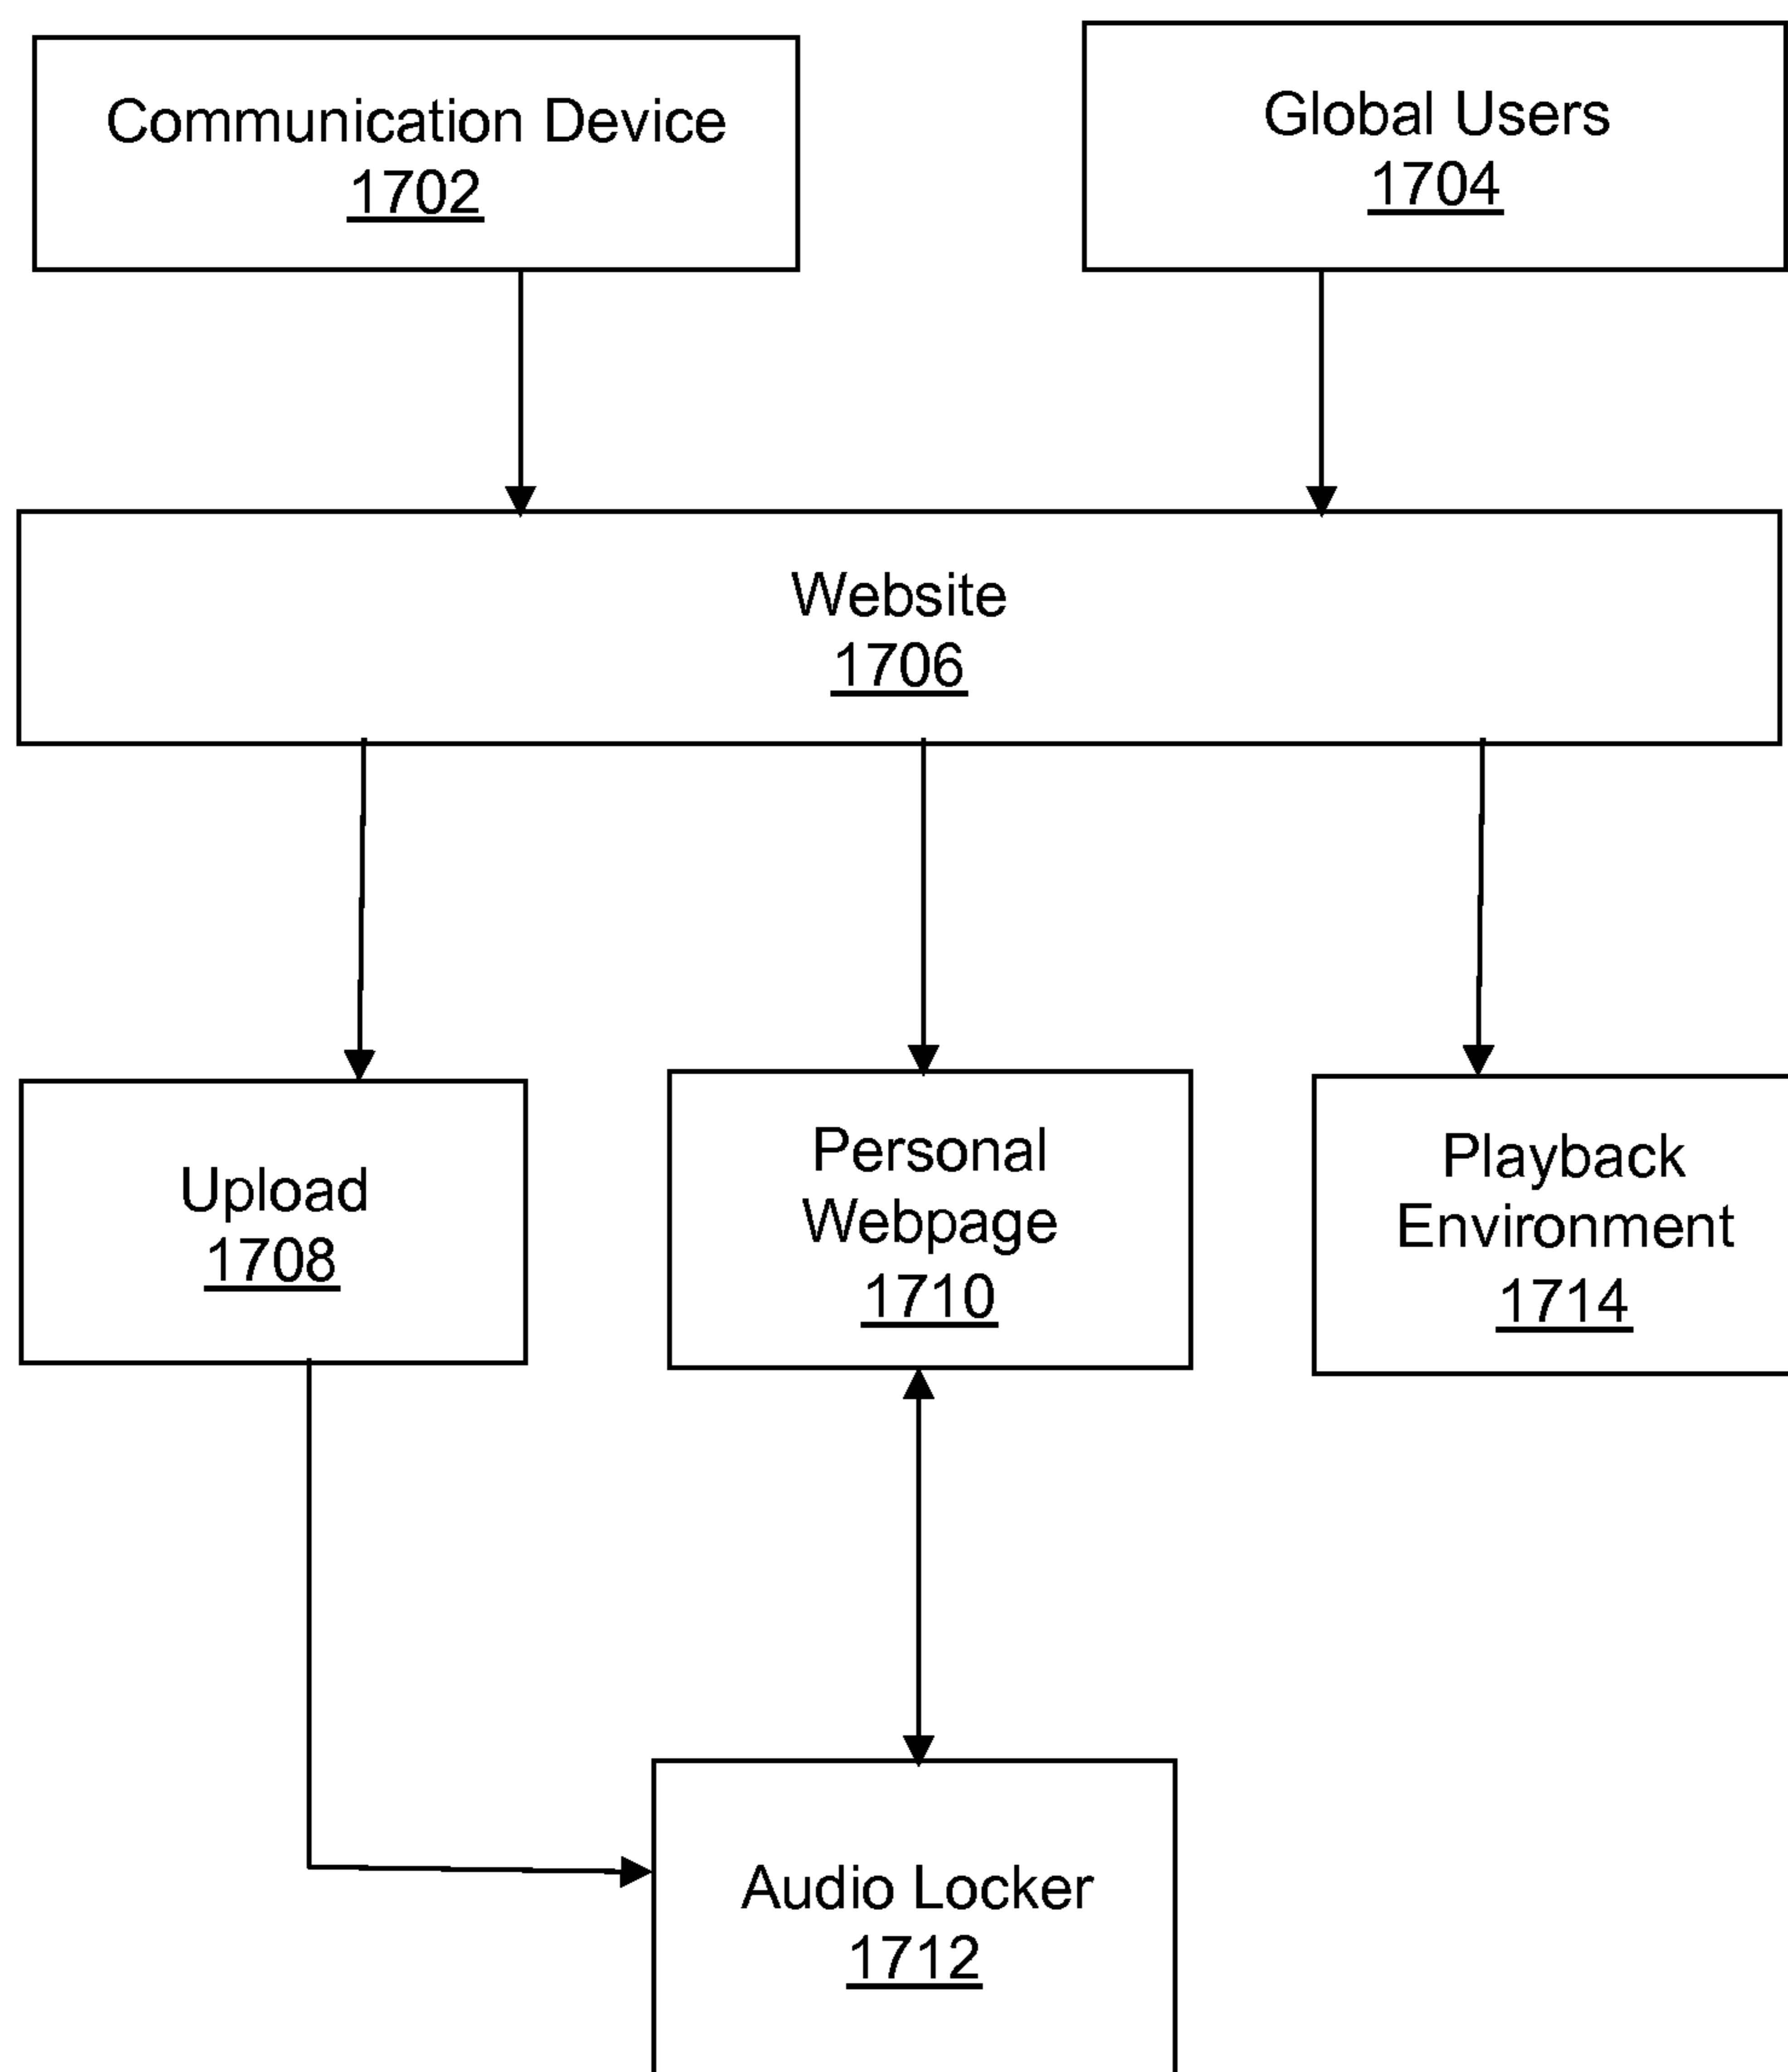 Communication Device
1702
Global Users
1704
Website
1706
Upload
1708
Personal
Webpage
1710
Playback
Environment
1714
Audio Locker
1712